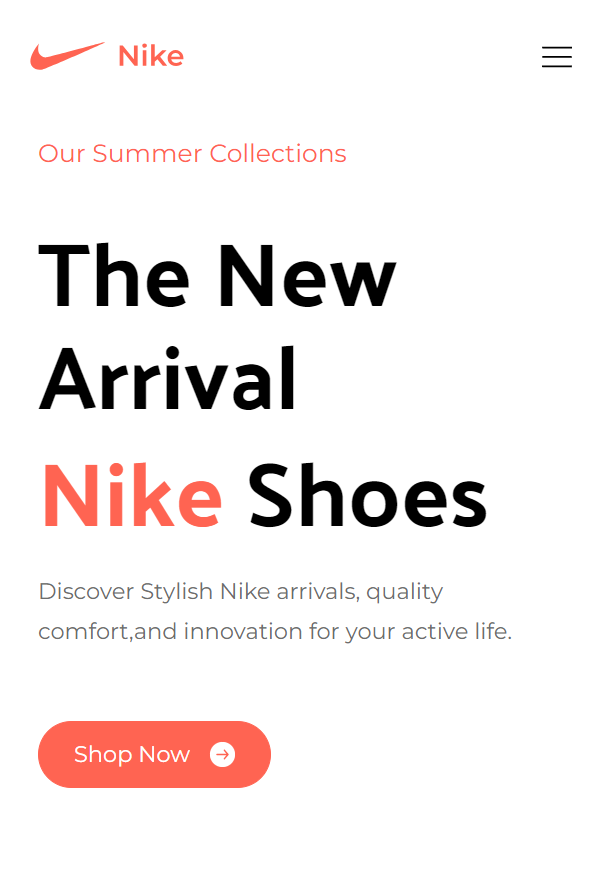 Nike
Our Summer Collections
The New
Arrival
Nike Shoes
Discover Stylish Nike arrivals, quality
comfort,and innovation for your active life.
Shop Now